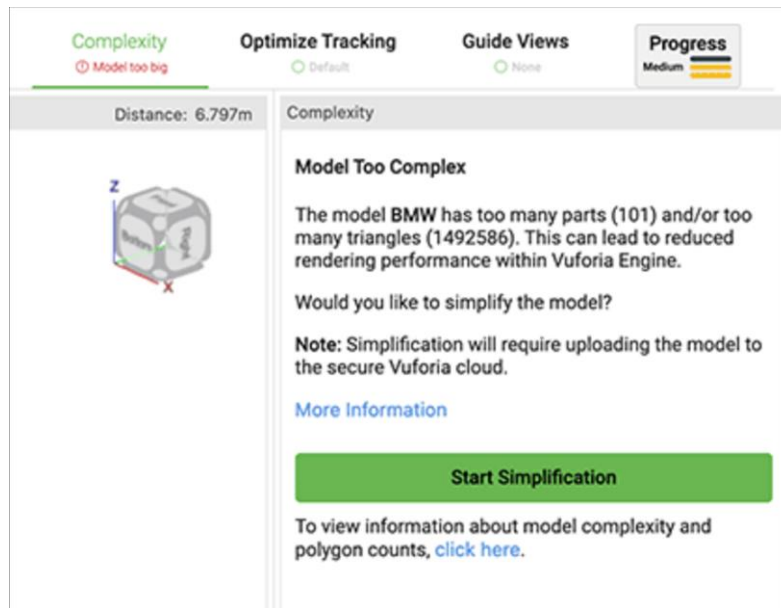 Complexity
Model too big
Optimize Tracking
Default
Guide Views
None
Progress
Medium
Distance: 6.797m
Complexity
Z
Bottom
Right
X
Model Too Complex
The model BMW has too many parts (101) and/or too
many triangles (1492586). This can lead to reduced
rendering performance within Vuforia Engine.
Would you like to simplify the model?
Note: Simplification will require uploading the model to
the secure Vuforia cloud.
More Information
Start Simplification
To view information about model complexity and
polygon counts, click here.